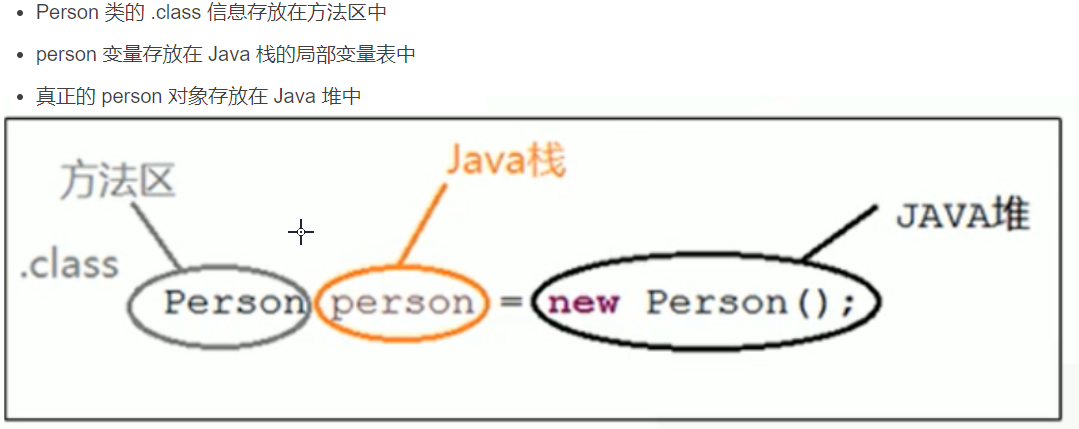 Person 类的 .class 信息存放在方法区中
person 变量存放在 Java 栈的局部变量表中
真正的 person 对象存放在 Java 堆中
Java栈
方法区
JAVA堆
.class
Person person = new Person();